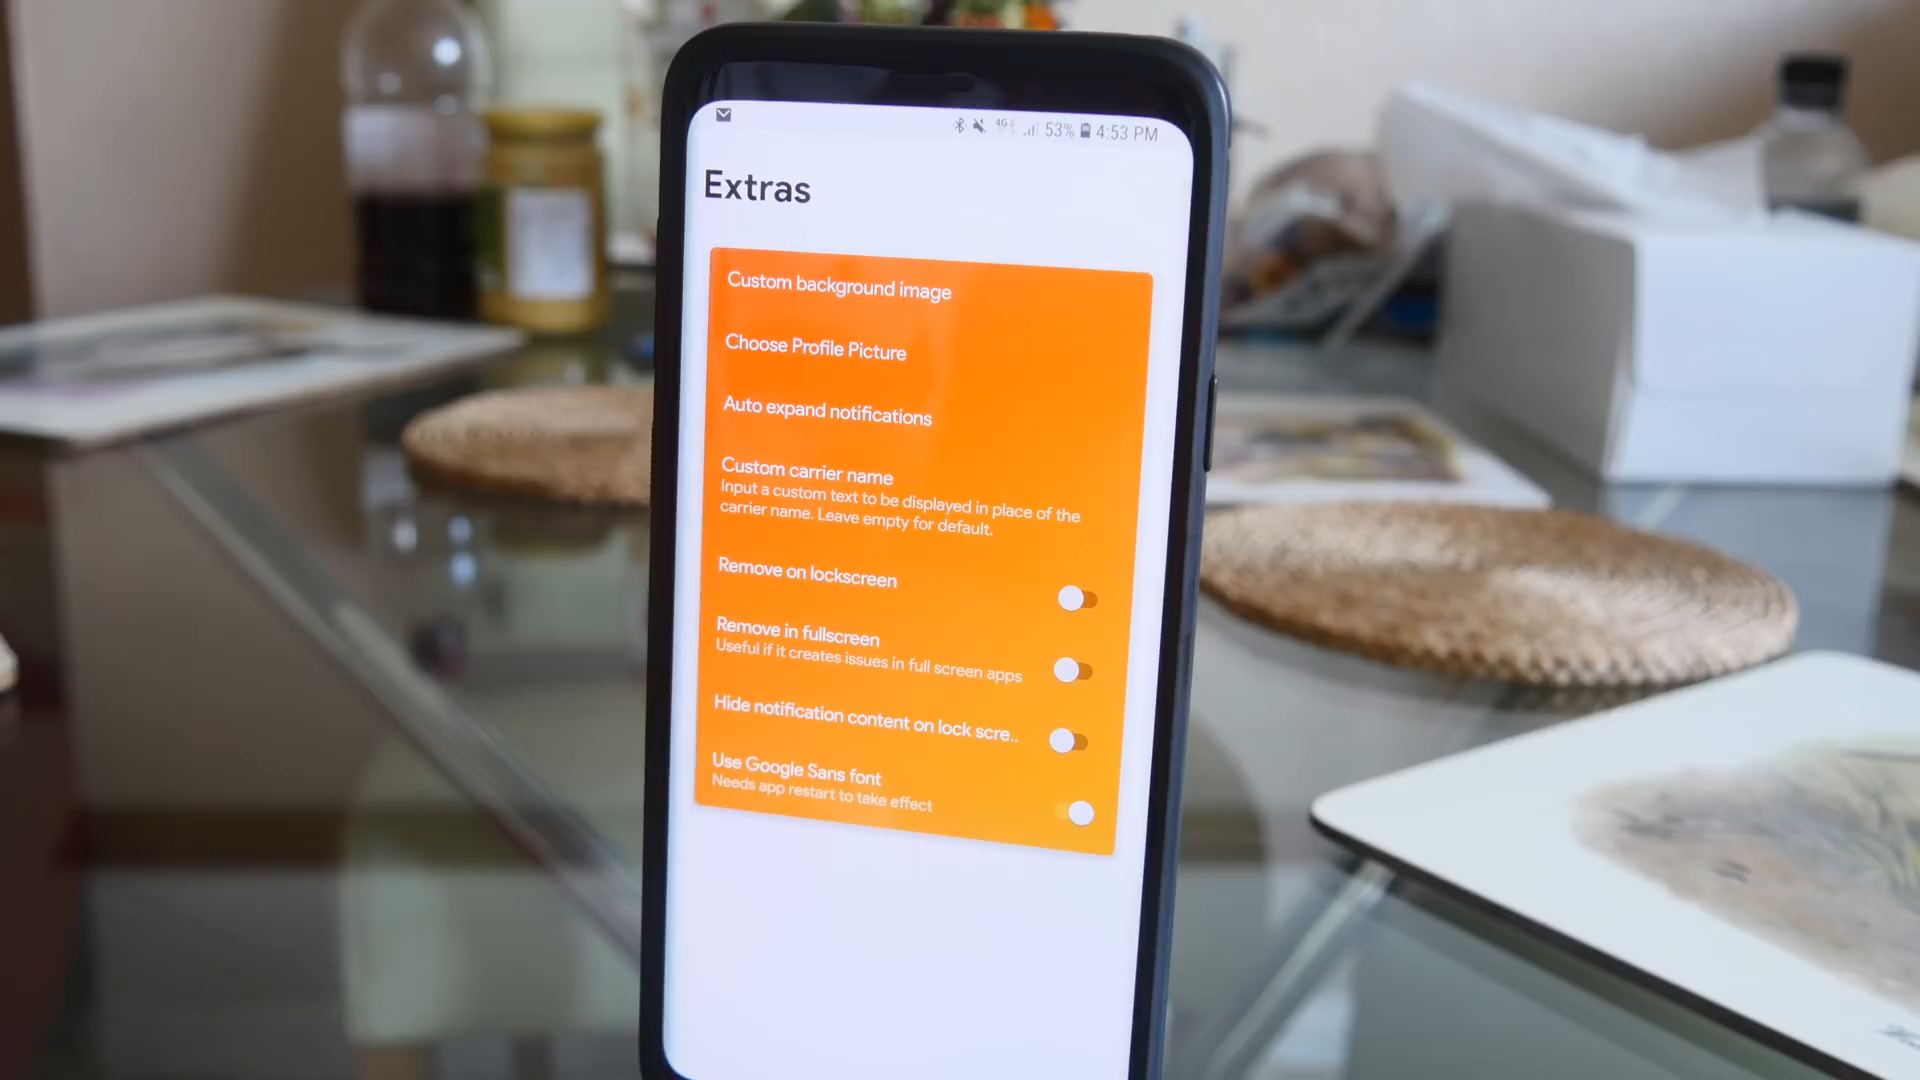 53% 4:53 PM
Extras
Custom background image
Choose Profile Picture
Auto expand notifications
Custom carrier name
Input a custom text to be displayed in place of the
carrier name. Leave empty for default.
Remove on lockscreen
Remove in fullscreen
Useful if it creates issues in full screen apps
Hide notification content on lock scre..
Use Google Sans font
Needs app restart to take effect